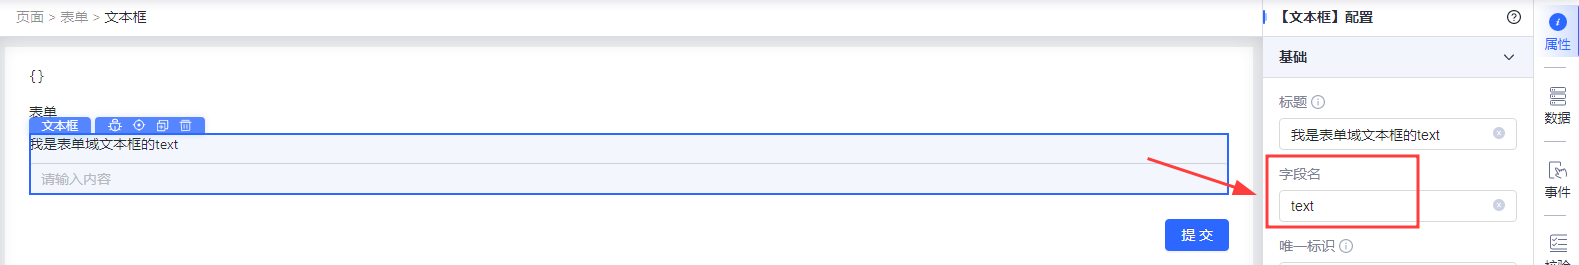 页面 > 表单 > 文本框
{}
表单
文本框
我是表单域文本框的text
请输入内容
提 交
【文本框】配置
基础
标题
我是表单域文本框的text
字段名
text
唯一标识
属性
数据
事件